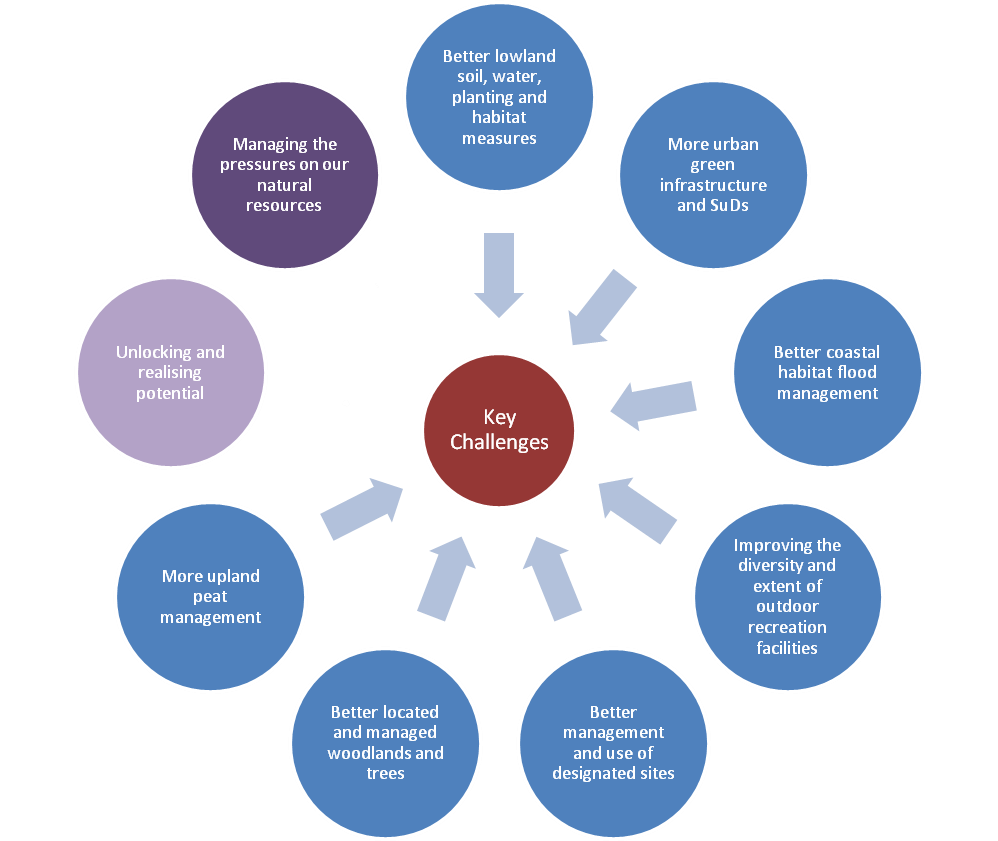 Better lowland
soil, water,
planting and
habitat
measures
More urban
green
infrastructure
and SuDs
Better coastal
habitat flood
management
Improving the
diversity and
extent of
outdoor
recreation
facilities
Better
management
and use of
designated sites
Better located
and managed
woodlands and
trees
More upland
peat
management
Unlocking and
realising
potential
Managing the
pressures on our
natural
resources
Key
Challenges